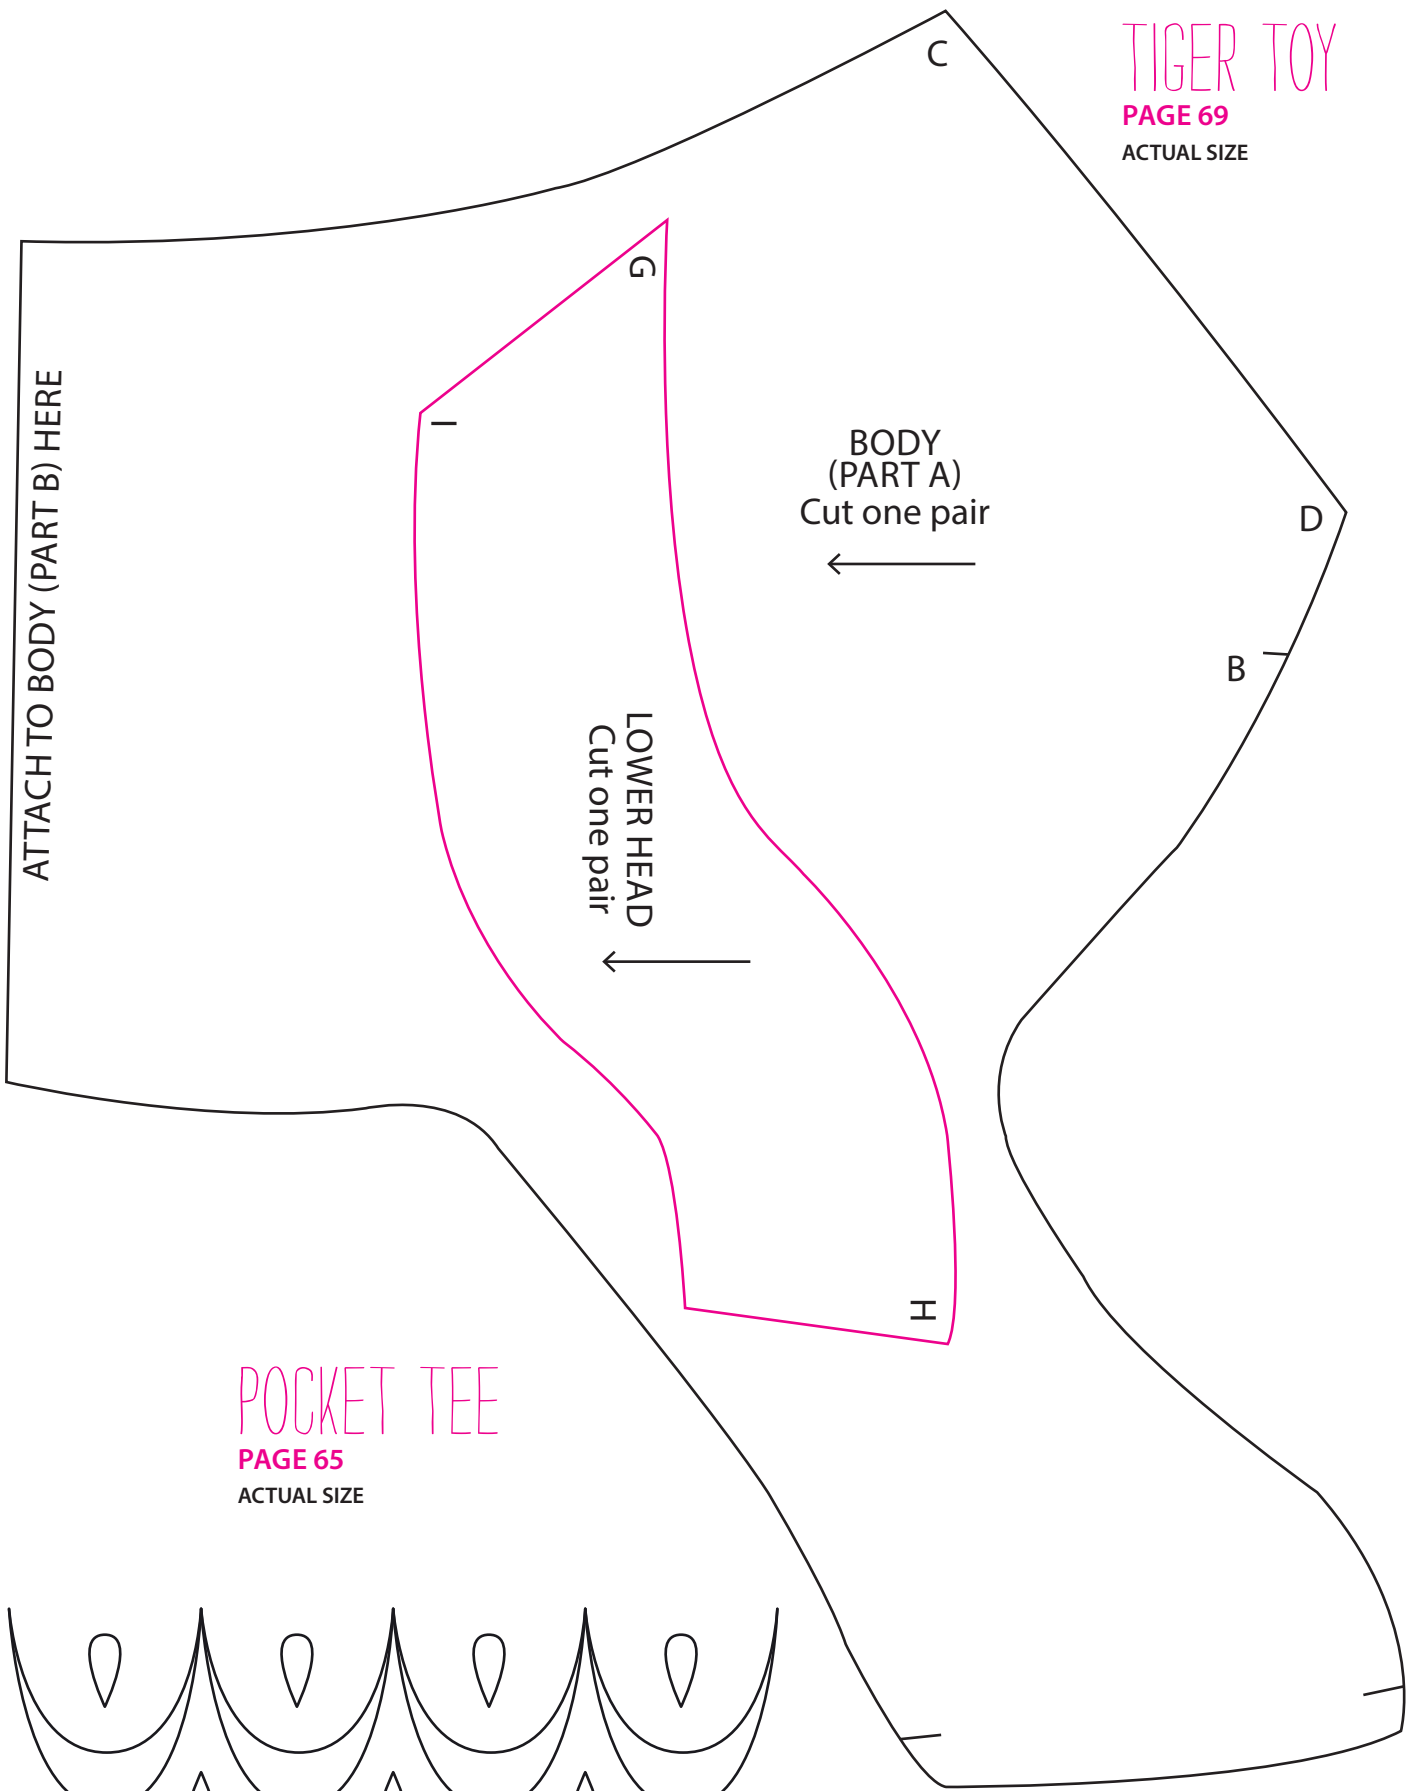 TIGER TOY
PAGE 69
ACTUAL SIZE
C
G
I
ATTACH TO BODY (PART B) HERE
BODY
(PART A)
Cut one pair
D
B
LOWER HEAD
Cut one pair
H
POCKET TEE
PAGE 65
ACTUAL SIZE